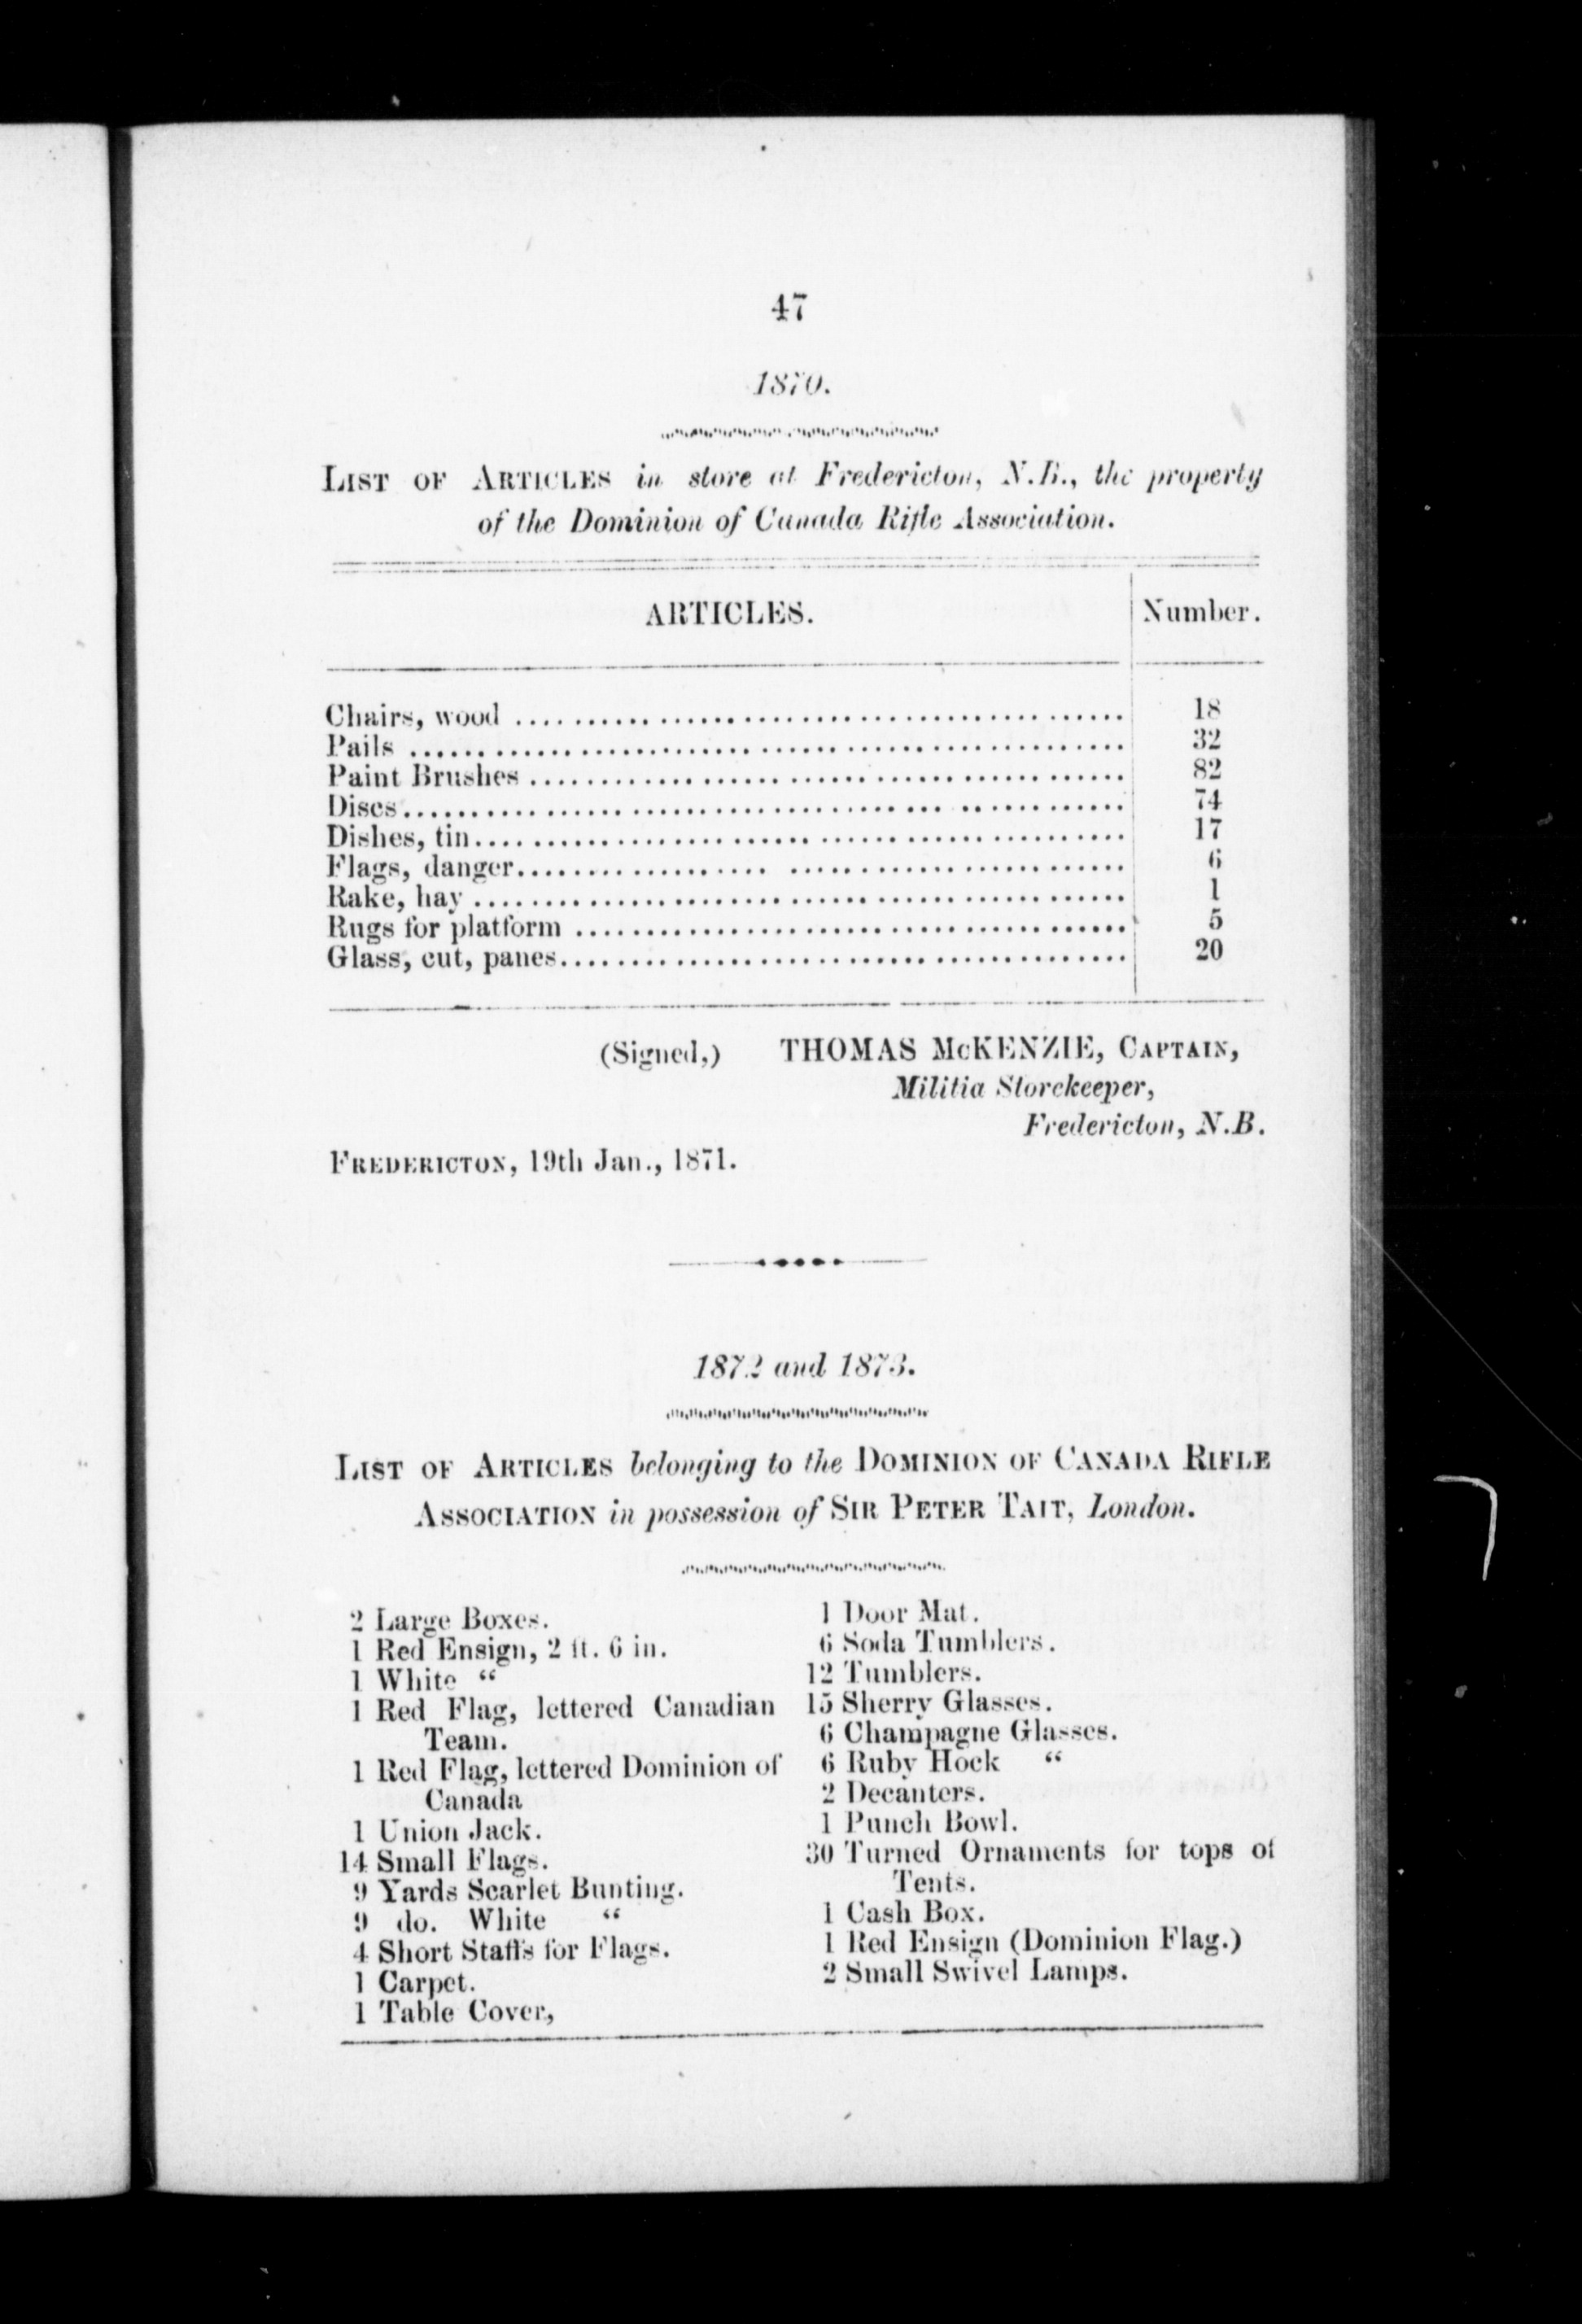 47
1870.
LIST OF ARTICLES in store at Fredericton, N.B., the property
of the Dominion of Canada Rifle Association.
ARTICLES. Number.
Chairs, wood .................................................. 18
Pails .................................................. 32
Paint Brushes .................................................. 82
Discs .................................................. 74
Dishes, tin .................................................. 17
Flags, danger .................................................. 6
Rake, hay .................................................. 1
Rugs for platform .................................................. 5
Glass, cut, panes .................................................. 20
(Signed,) THOMAS McKENZIE, CAPTAIN,
Militia Storekeeper,
Fredericton, N.B.
FREDERICTON, 19th Jan., 1871.
1872 and 1873.
LIST OF ARTICLES belonging to the DOMINION OF CANADA RIFLE
ASSOCIATION in possession of SIR PETER TAIT, London.
2 Large Boxes.
1 Red Ensign, 2 ft. 6 in.
1 White “
1 Red Flag, lettered Canadian
Team.
1 Red Flag, lettered Dominion of
Canada
1 Union Jack.
14 Small Flags.
9 Yards Scarlet Bunting.
9 do. White “
4 Short Staffs for Flags.
1 Carpet.
1 Table Cover,
1 Door Mat.
6 Soda Tumblers.
12 Tumblers.
15 Sherry Glasses.
6 Champagne Glasses.
6 Ruby Hock “
2 Decanters.
1 Punch Bowl.
30 Turned Ornaments for tops of
Tents.
1 Cash Box.
1 Red Ensign (Dominion Flag.)
2 Small Swivel Lamps.